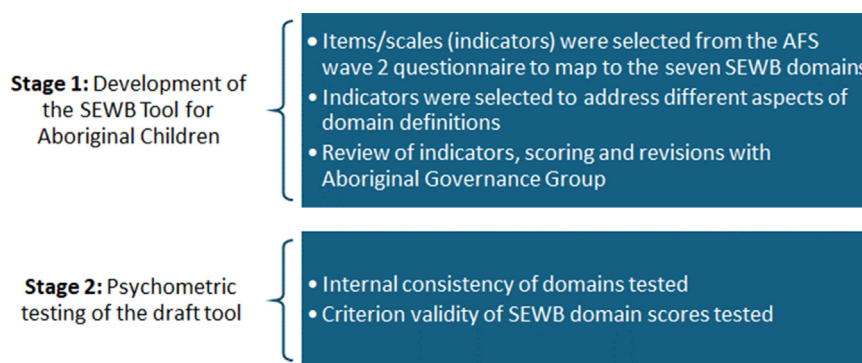 Stage 1: Development of
the SEWB Tool for
Aboriginal Children
• Items/scales (indicators) were selected from the AFS
wave 2 questionnaire to map to the seven SEWB domains
• Indicators were selected to address different aspects of
domain definitions
• Review of indicators, scoring and revisions with
Aboriginal Governance Group
Stage 2: Psychometric
testing of the draft tool
• Internal consistency of domains tested
• Criterion validity of SEWB domain scores tested